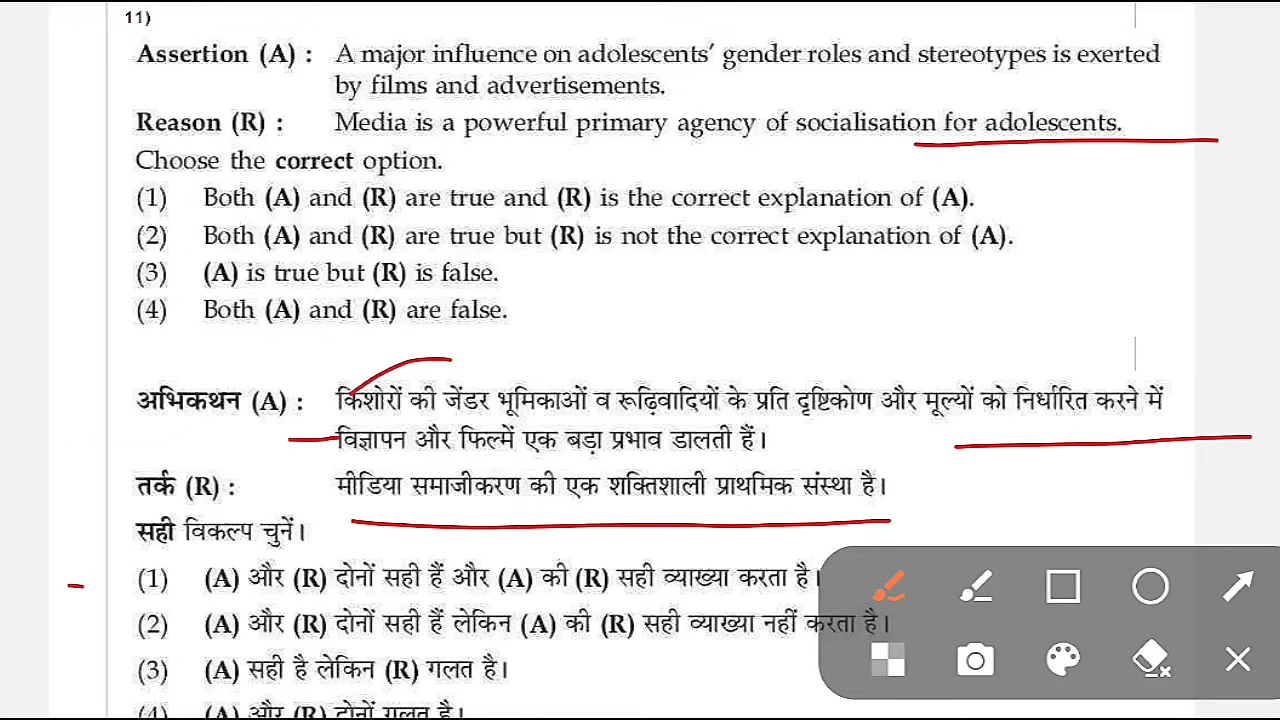 11)
Assertion (A) : A major influence on adolescents' gender roles and stereotypes is exerted
by films and advertisements.
Reason (R) : Media is a powerful primary agency of socialisation for adolescents.
Choose the correct option.
(1) Both (A) and (R) are true and (R) is the correct explanation of (A).
(2) Both (A) and (R) are true but (R) is not the correct explanation of (A).
(3) (A) is true but (R) is false.
(4) Both (A) and (R) are false.
अभिकथन (A) : किशोरों की जेंडर भूमिकाओं व रूढ़िवादियों के प्रति दृष्टिकोण और मूल्यों को निर्धारित करने में
विज्ञापन और फिल्में एक बड़ा प्रभाव डालती हैं।
तर्क (R) : मीडिया समाजीकरण की एक शक्तिशाली प्राथमिक संस्था है।
सही विकल्प चुनें।
(1) (A) और (R) दोनों सही हैं और (A) की (R) सही व्याख्या करता है।
(2) (A) और (R) दोनों सही हैं लेकिन (A) की (R) सही व्याख्या नहीं करता है।
(3) (A) सही है लेकिन (R) गलत है।
(4) (A) और (R) दोनों गलत हैं।